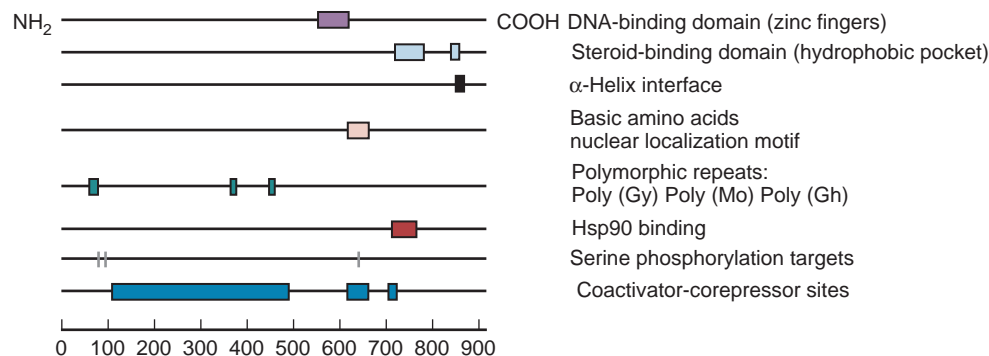 NH2 COOH DNA-binding domain (zinc fingers)
Steroid-binding domain (hydrophobic pocket)
α-Helix interface
Basic amino acids
nuclear localization motif
Polymorphic repeats:
Poly (Gy) Poly (Mo) Poly (Gh)
Hsp90 binding
Serine phosphorylation targets
Coactivator-corepressor sites
0 100 200 300 400 500 600 700 800 900